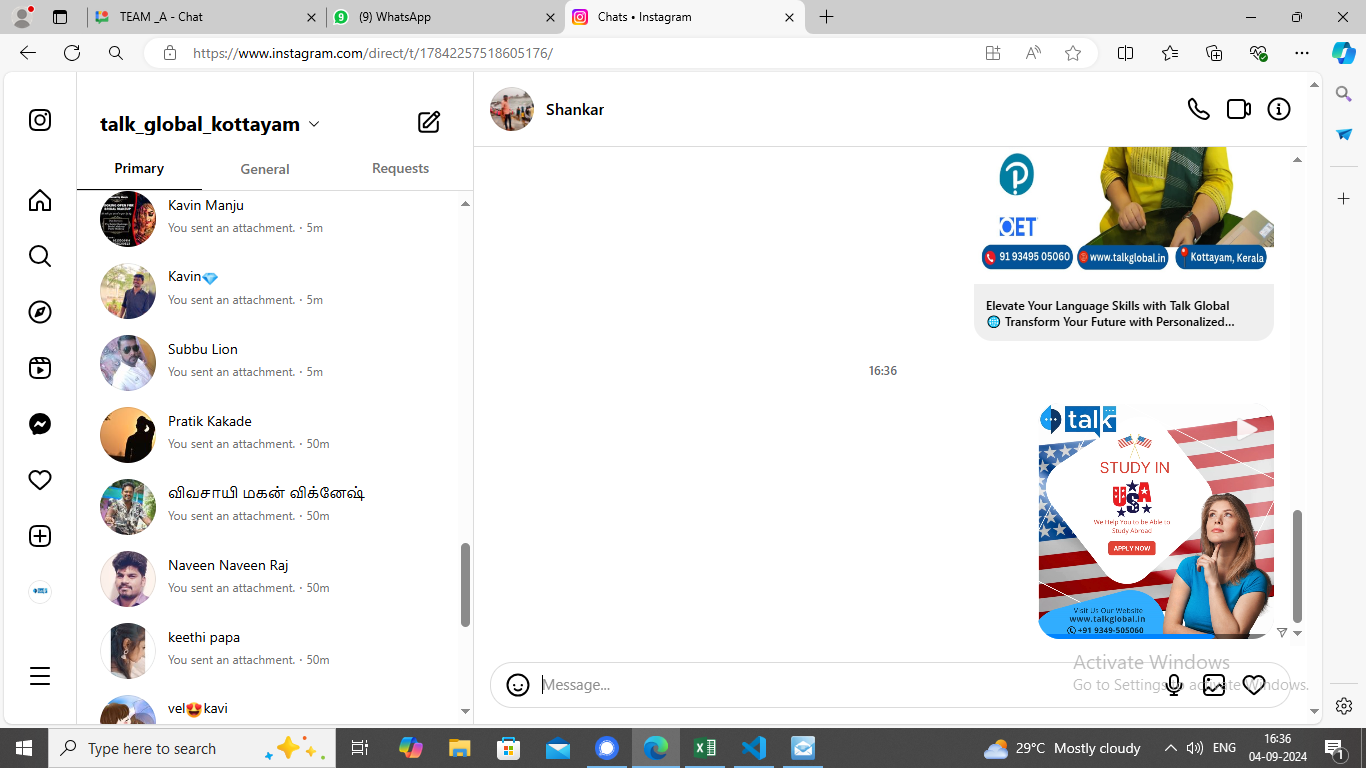 TEAM _A - Chat
(9) WhatsApp
Chats • Instagram
https://www.instagram.com/direct/t/17842257518605176/
talk_global_kottayam
Primary
General
Requests
Kavin Manju
You sent an attachment. · 5m
Kavin💎
You sent an attachment. · 5m
Subbu Lion
You sent an attachment. · 5m
Pratik Kakade
You sent an attachment. · 50m
விவசாயி மகன் விக்னேஷ்
You sent an attachment. · 50m
Naveen Naveen Raj
You sent an attachment. · 50m
keethi papa
You sent an attachment. · 50m
vel😍kavi
Shankar
OET
91 93495 05060
www.talkglobal.in
Kottayam, Kerala
Elevate Your Language Skills with Talk Global
🌐 Transform Your Future with Personalized...
16:36
talk
STUDY IN
USA
We Help You to be Able to
Study Abroad
APPLY NOW
Visit Us Our Website
www.talkglobal.in
+91 9349-505060
Message...
Activate Windows
Go to Settings to activate Windows.
Type here to search
29°C Mostly cloudy
ENG
16:36
04-09-2024
1